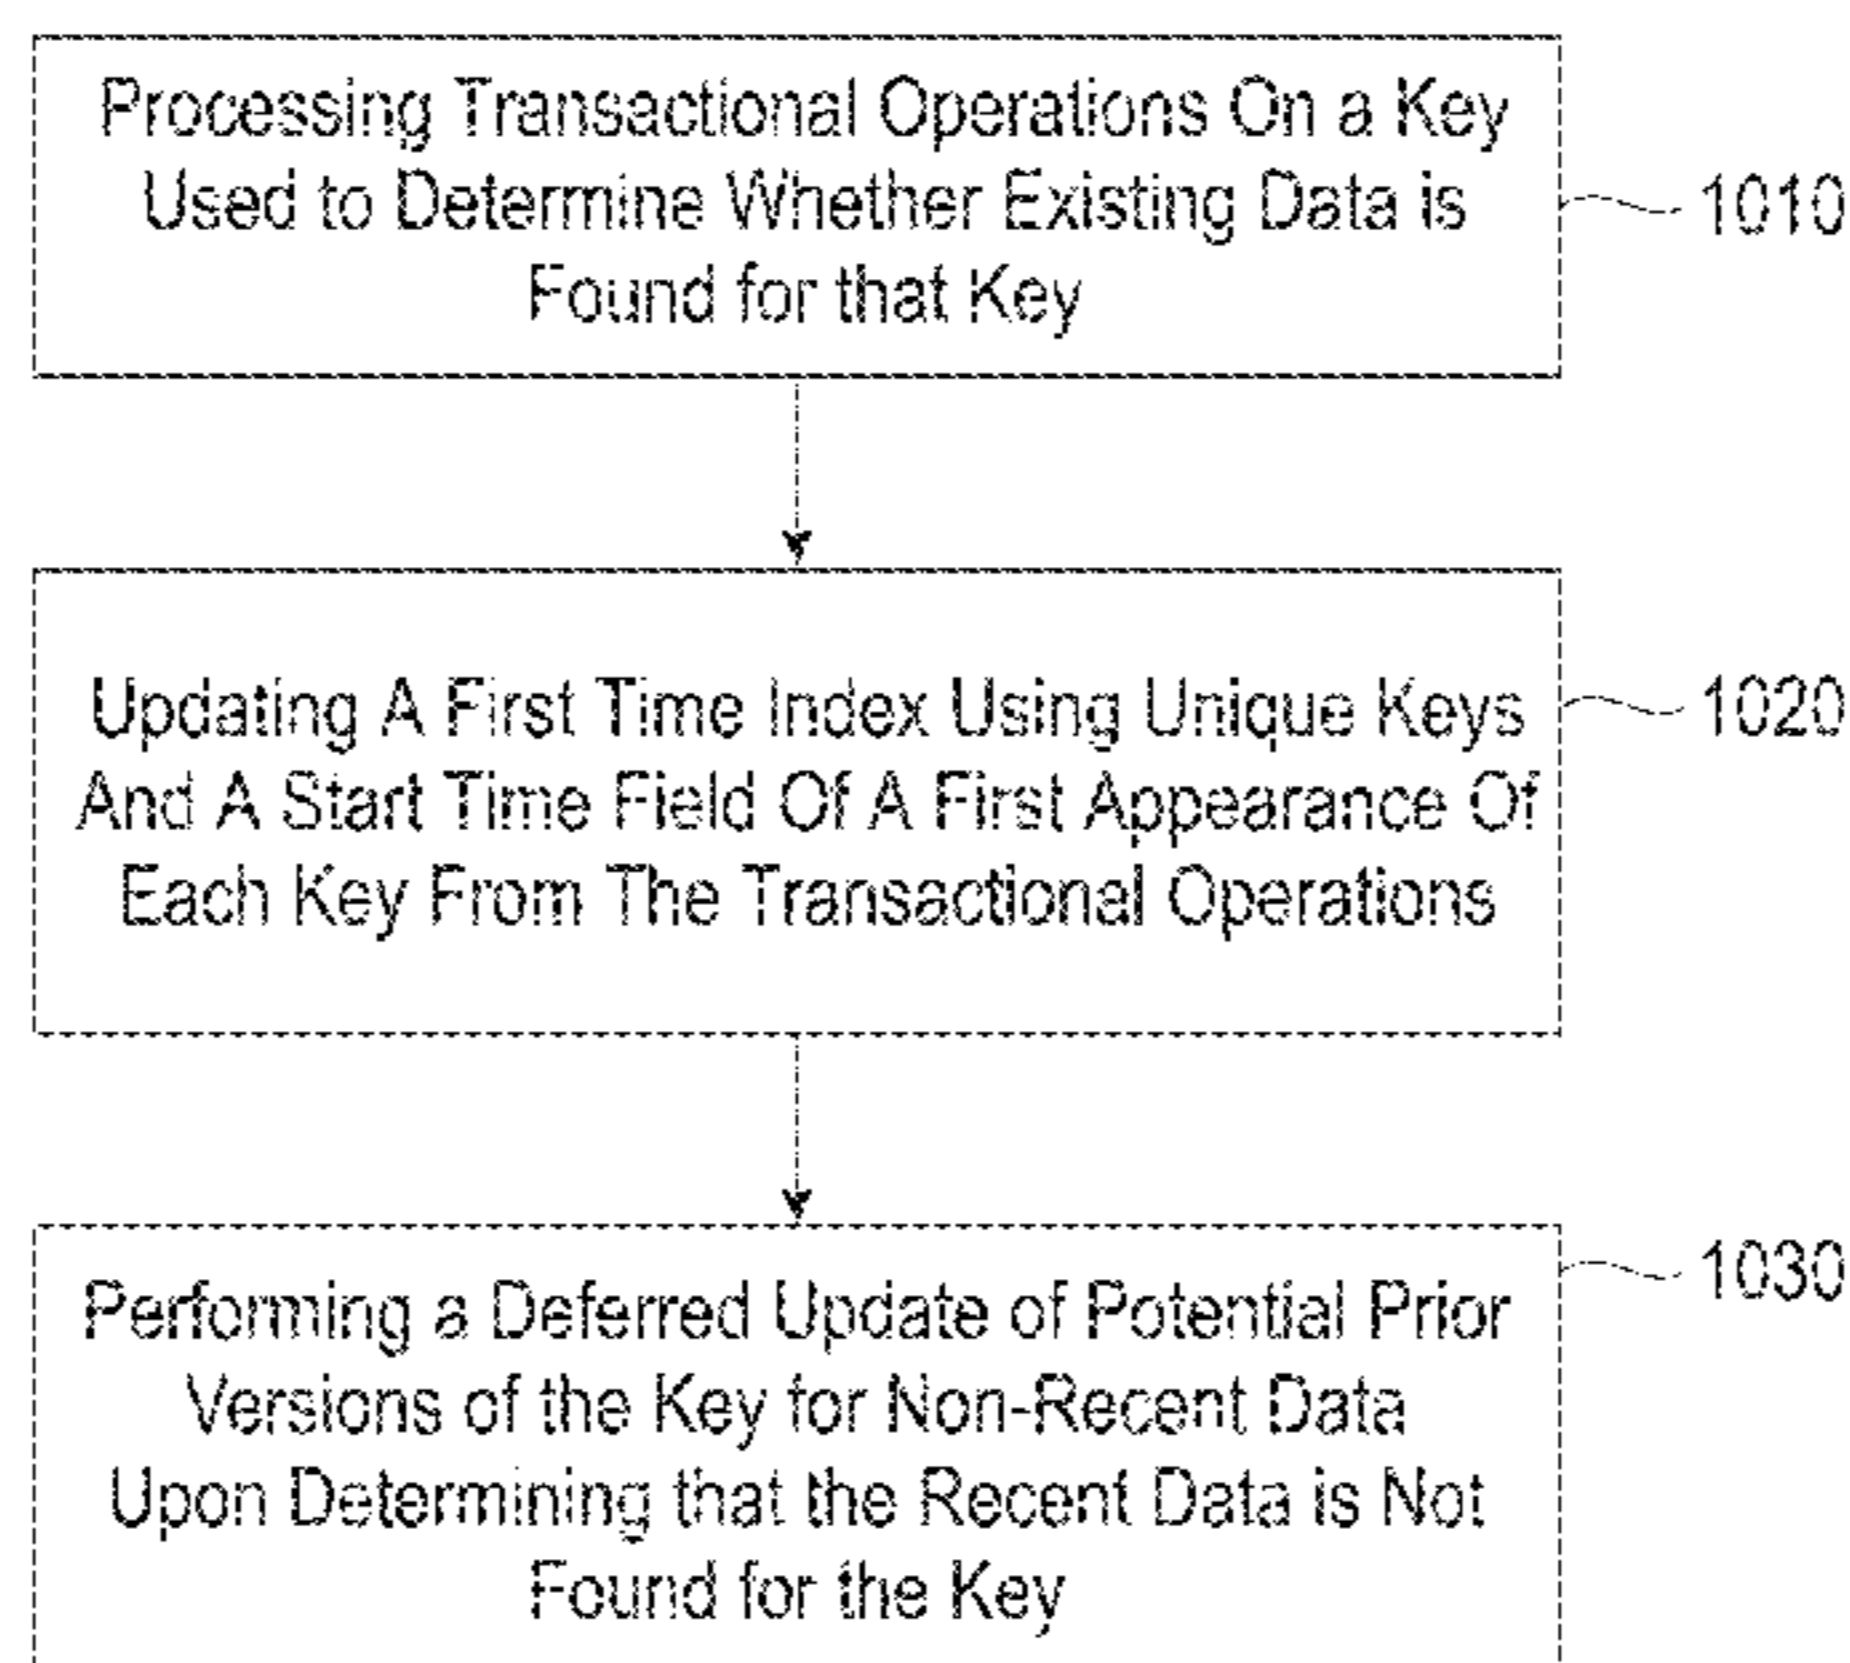 Processing Transactional Operations On a Key
Used to Determine Whether Existing Data is
Found for that Key
1010
Updating A First Time Index Using Unique Keys
And A Start Time Field Of A First Appearance Of
Each Key From The Transactional Operations
1020
Performing a Deferred Update of Potential Prior
Versions of the Key for Non-Recent Data
Upon Determining that the Recent Data is Not
Found for the Key
1030